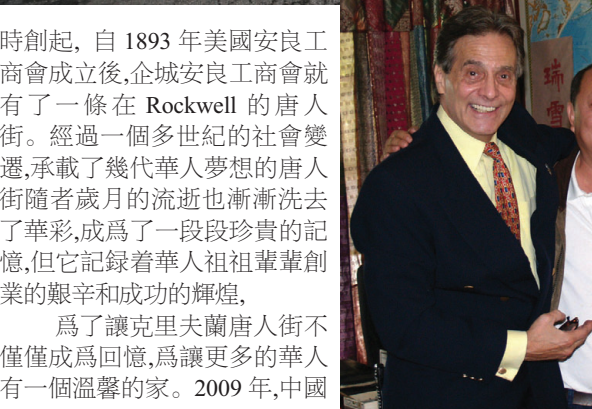 時創起, 自 1893 年美國安良工
商會成立後,企城安良工商會就
有了一條在 Rockwell 的唐人
街。經過一個多世紀的社會變
遷,承載了幾代華人夢想的唐人
街隨者歲月的流逝也漸漸洗去
了華彩,成爲了一段段珍貴的記
憶,但它記録着華人祖祖輩輩創
業的艱辛和成功的輝煌,
爲了讓克里夫蘭唐人街不
僅僅成爲回憶,爲讓更多的華人
有一個溫馨的家。2009 年,中國
瑞
雪